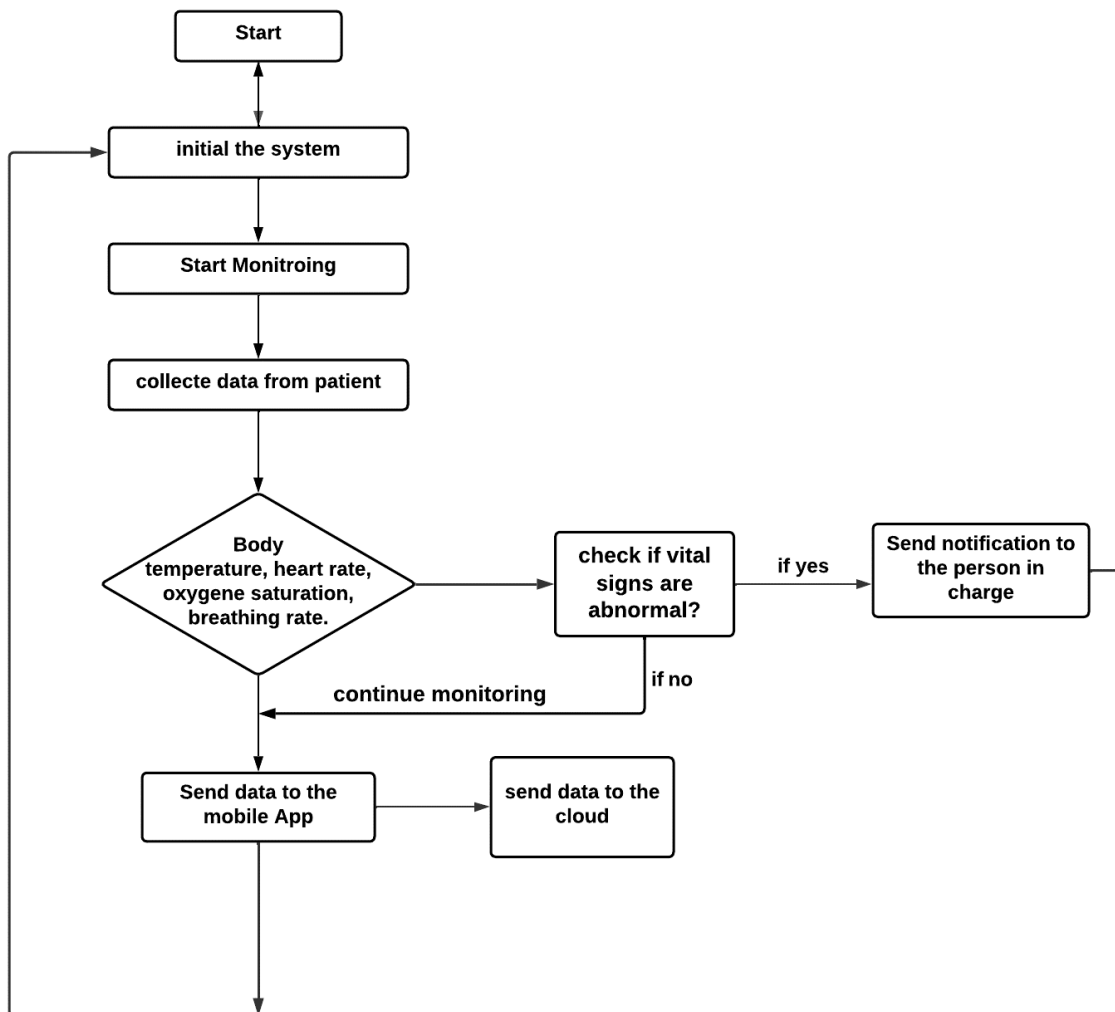 Start
initial the system
Start Monitroing
collecte data from patient
Body
temperature, heart rate,
oxygene saturation,
breathing rate.
check if vital
signs are
abnormal?
if yes
Send notification to
the person in
charge
if no
continue monitoring
Send data to the
mobile App
send data to the
cloud